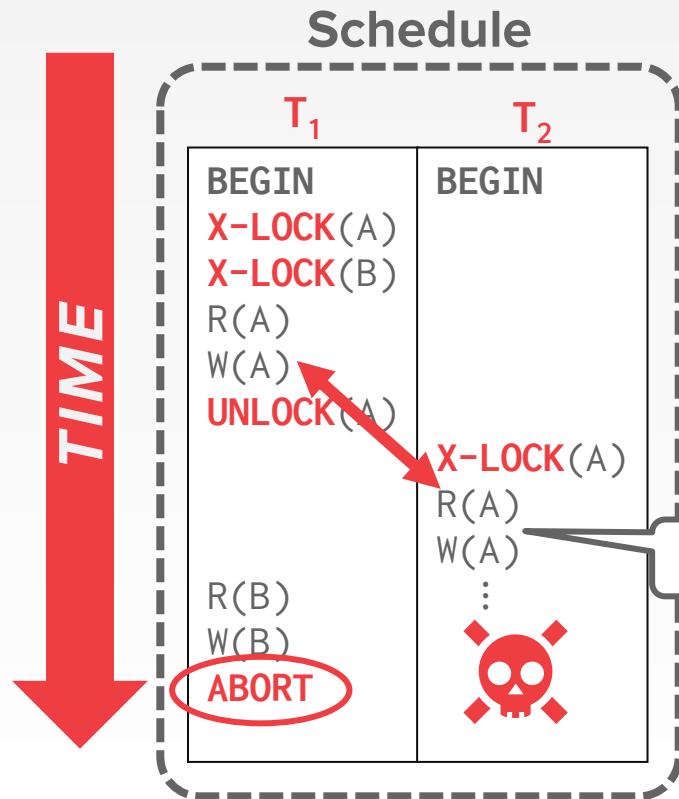 Schedule
TIME
T1 T2
BEGIN BEGIN
X-LOCK(A)
X-LOCK(B)
R(A)
W(A)
UNLOCK(A)
X-LOCK(A)
R(A)
W(A)
⋮
R(B)
W(B)
ABORT